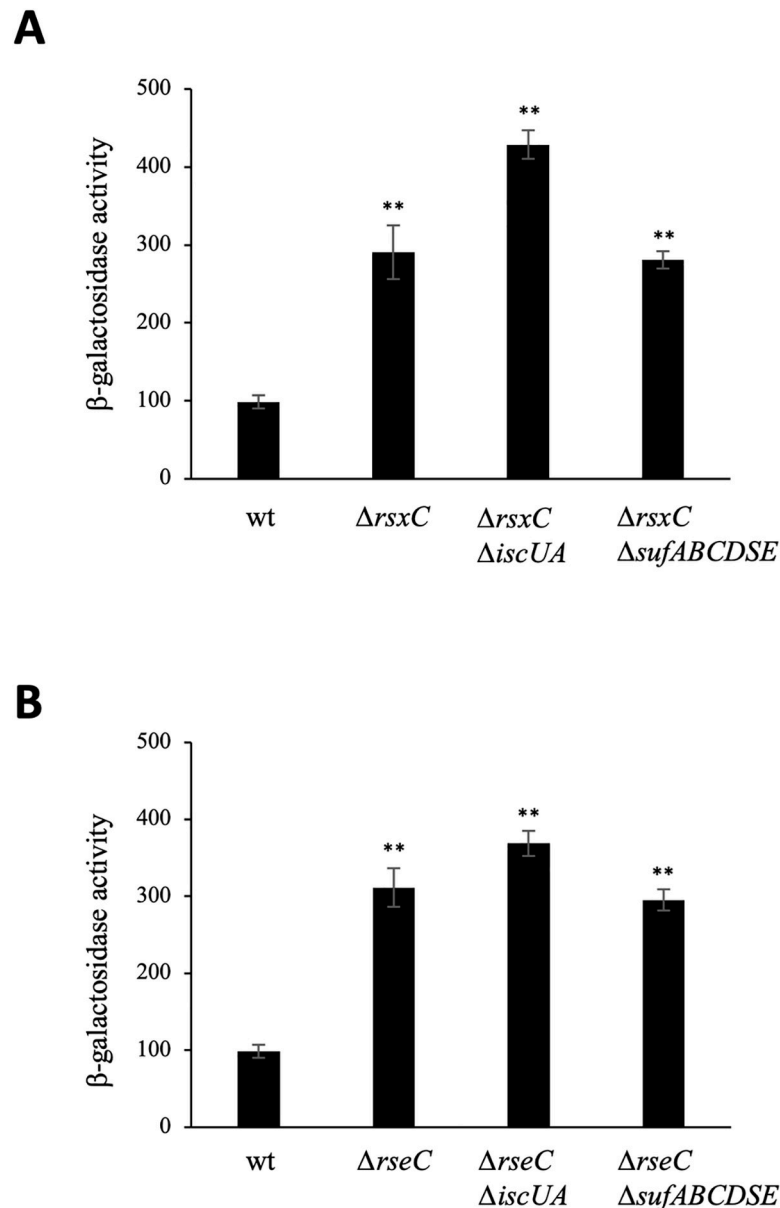 A
β-galactosidase activity
500
400
300
200
100
0
**
**
**
wt
ΔrsxC
ΔrsxC
ΔiscUA
ΔrsxC
ΔsufABCDSE
B
β-galactosidase activity
500
400
300
200
100
0
**
**
**
wt
ΔrseC
ΔrseC
ΔiscUA
ΔrseC
ΔsufABCDSE